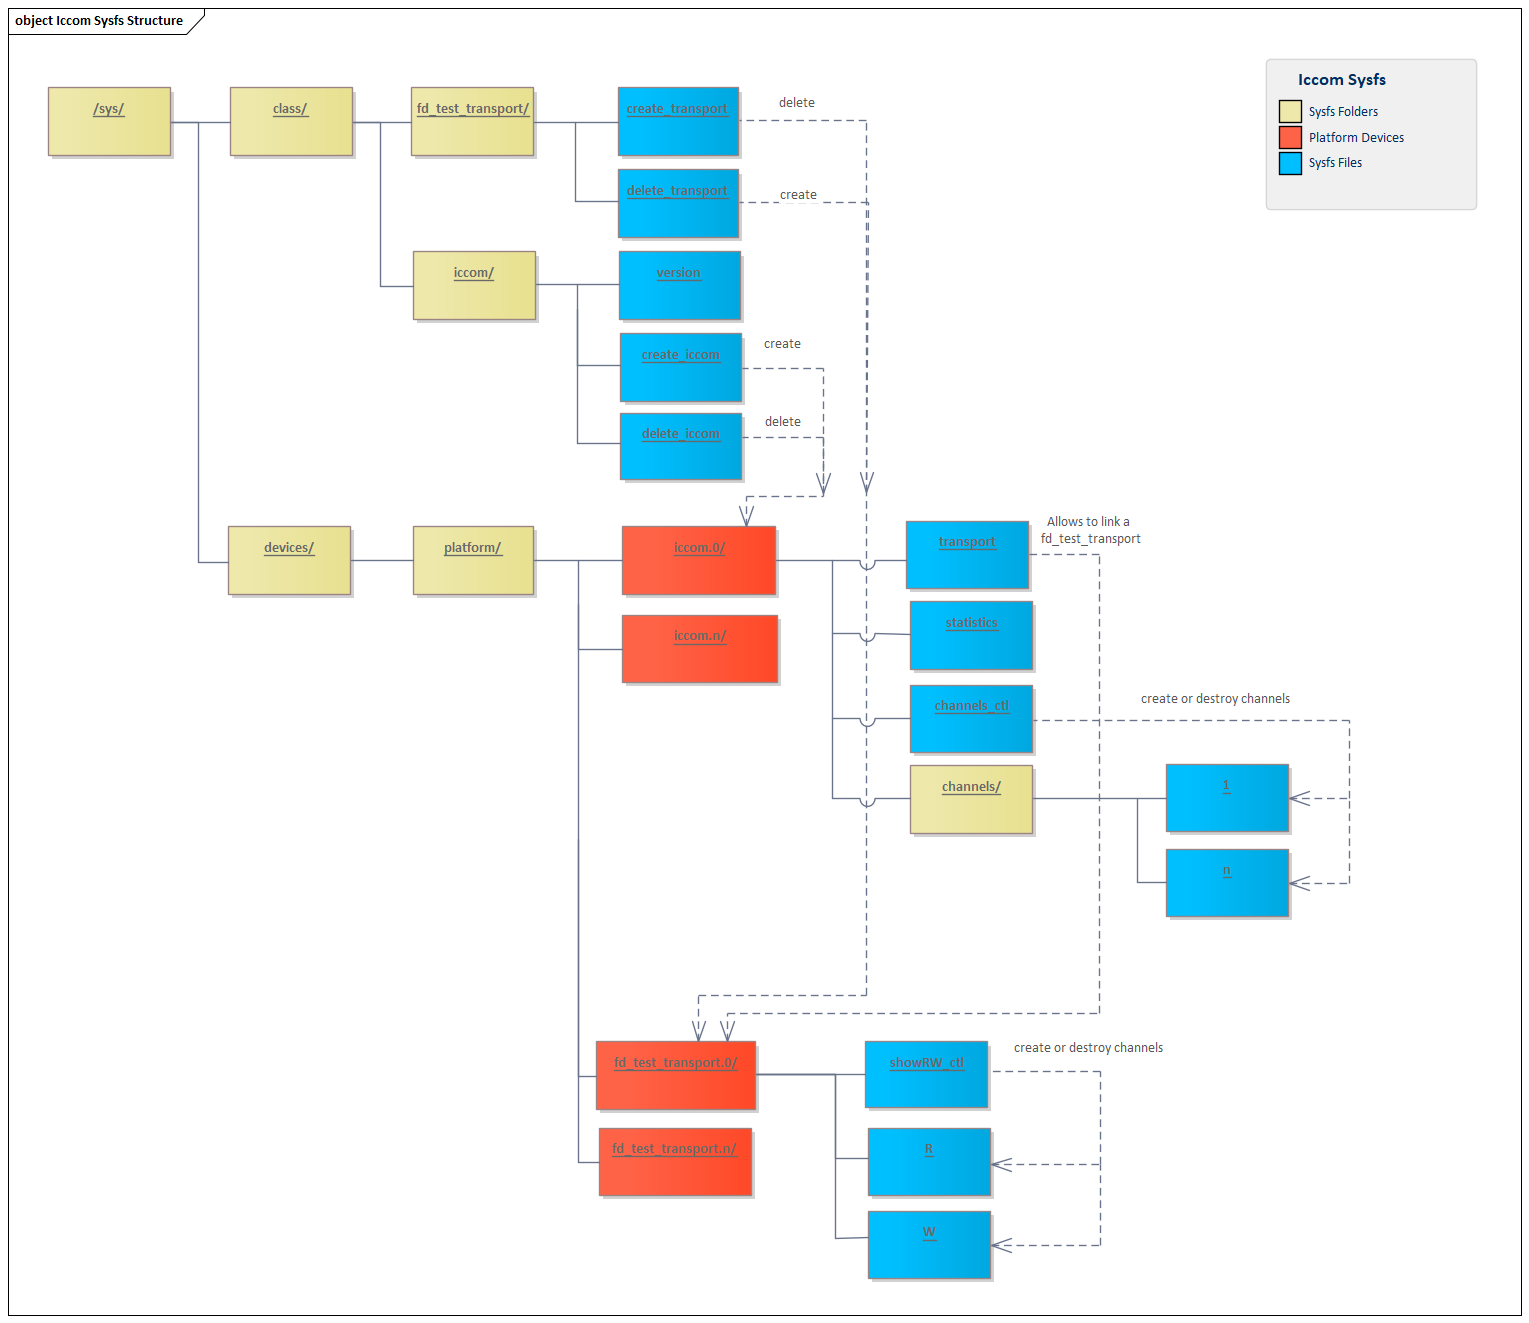 object Iccom Sysfs Structure
Iccom Sysfs
Sysfs Folders
Platform Devices
Sysfs Files
/sys/
class/
fd_test_transport/
create_transport
delete
delete_transport
create
iccom/
version
create_iccom
create
delete_iccom
delete
devices/
platform/
iccom.0/
transport
Allows to link a
fd_test_transport
iccom.n/
statistics
channels_ctl
create or destroy channels
channels/
1
n
fd_test_transport.0/
showRW_ctl
create or destroy channels
fd_test_transport.n/
R
W